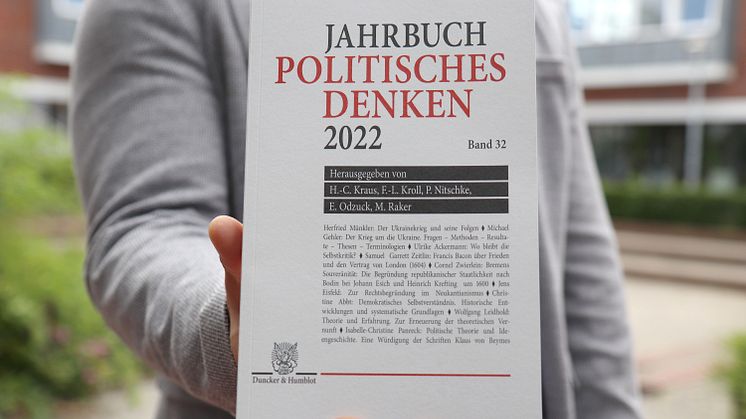 JAHRBUCH
POLITISCHES
DENKEN
2022 Band 32
Herausgegeben von
H.-C. Kraus, F.-L. Kroll, P. Nitschke,
E. Odzuck, M. Raker
Herfried Münkler: Der Ukrainekrieg und seine Folgen ♦ Michael
Gehler: Der Krieg um die Ukraine. Fragen – Methoden – Resulta-
te – Thesen – Terminologien ♦ Ulrike Ackermann: Wo bleibt die
Selbstkritik? ♦ Samuel Garrett Zeitlin: Francis Bacon über Frieden
und den Vertrag von London (1604) ♦ Cornel Zwierlein: Bremens
Souveränität: Die Begründung republikanischer Staatlichkeit nach
Bodin bei Johann Esich und Heinrich Krefting um 1600 ♦ Jens
Eisfeld: Zur Rechtsbegründung im Neukantianismus ♦ Chris-
tine Abbt: Demokratisches Selbstverständnis. Historische Ent-
wicklungen und systematische Grundlagen ♦ Wolfgang Leidhold:
Theorie und Erfahrung. Zur Erneuerung der theoretischen Ver-
nunft ♦ Isabelle-Christine Panreck: Politische Theorie und Ide-
engeschichte. Eine Würdigung der Schriften Klaus von Beymes
Duncker & Humblot